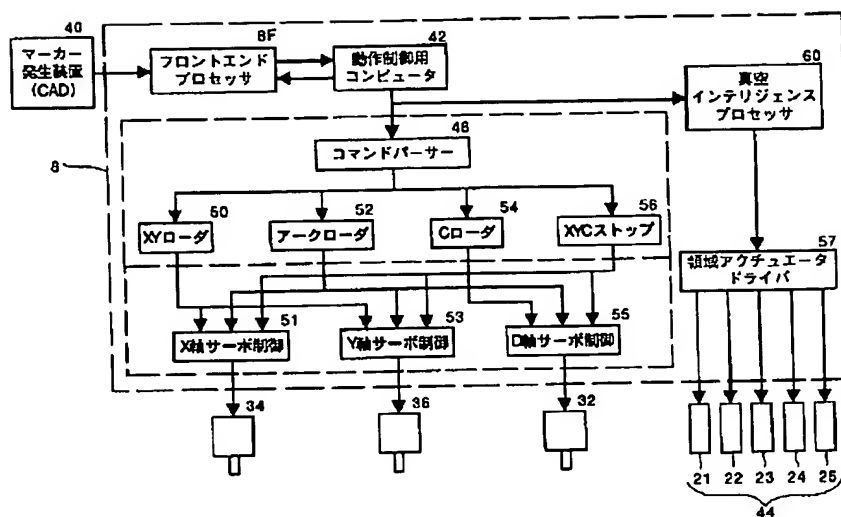 40
マーカー
発生装置
(CAD)
8F
フロントエンド
プロセッサ
42
動作制御用
コンピュータ
60
真空
インテリジェンス
プロセッサ
46
コマンドパーサー
8
50
XYローダ
52
アークローダ
54
Cローダ
56
XYCストップ
57
領域アクチュエータ
ドライバ
51
X軸サーボ制御
53
Y軸サーボ制御
55
D軸サーボ制御
34
36
32
21
22
23
24
25
44